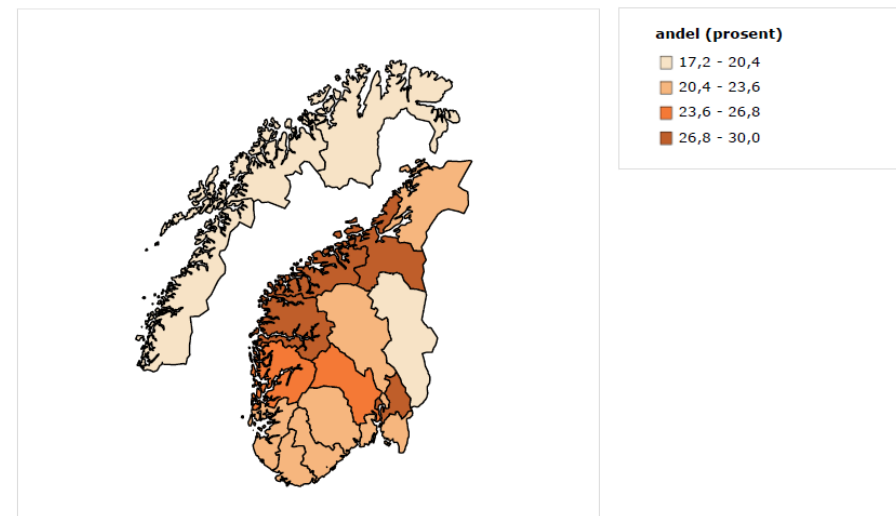 andel (prosent)
17,2 - 20,4
20,4 - 23,6
23,6 - 26,8
26,8 - 30,0